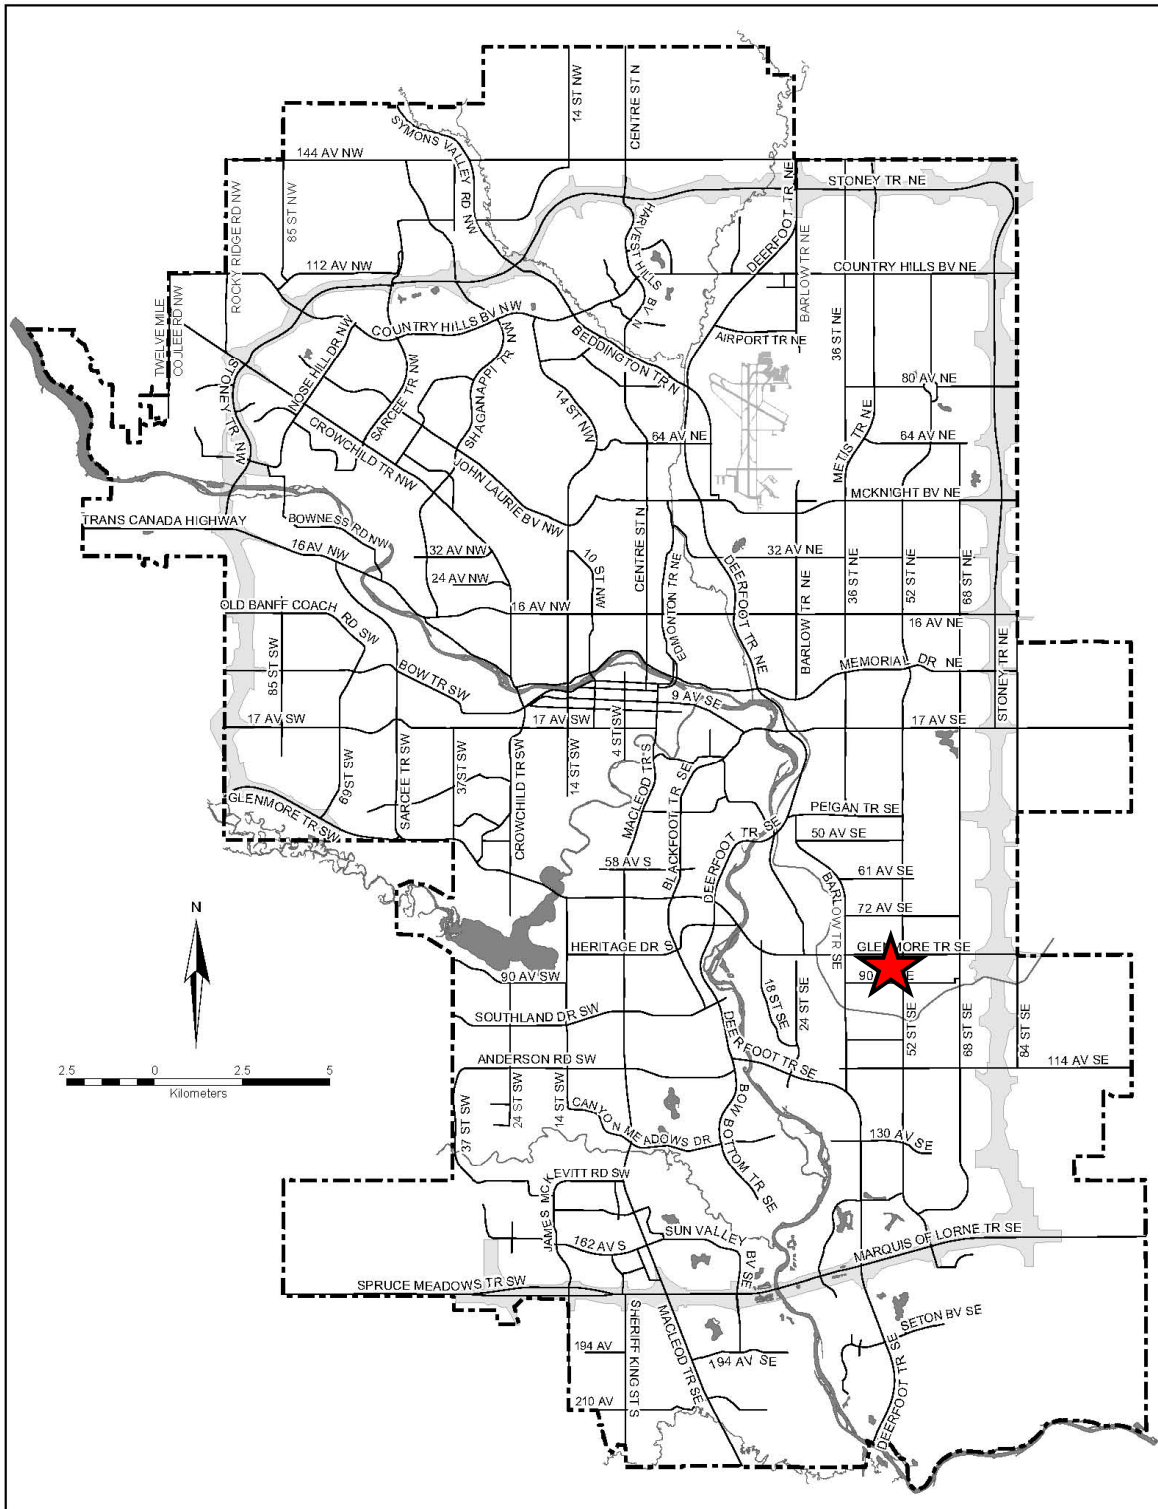 14 ST NW
CENTRE ST N
SYMONS VALLEY RD NW
144 AV NW
STONEY TR NE
DEERFOOT TR NE
ROCKY RIDGE RD NW
85 ST NW
HARVEST HILLS BV N
BARLOW TR NE
112 AV NW
COUNTRY HILLS BV NE
TWELVE MILE
COJLEE RD NW
COUNTRY HILLS BV NW
36 ST NE
AIRPORT TR NE
BEDDINGTON TR N
NOSE HILL DR NW
SARCEE TR NW
SHAGANAPPI TR NW
STONEY TR NW
80 AV NE
14 ST NW
CROWCHILD TR NW
64 AV NE
METIS TR NE
64 AV NE
JOHN LAURIE BV NW
MCKNIGHT BV NE
TRANS CANADA HIGHWAY
BOWNESS RD NW
16 AV NW
32 AV NW
24 AV NW
10 ST NW
CENTRE ST N
EDMONTON TR NE
DEERFOOT TR NE
32 AV NE
BARLOW TR NE
36 ST NE
52 ST NE
68 ST NE
OLD BANFF COACH
RD SW
16 AV NW
16 AV NE
85 ST SW
BOW TR SW
MEMORIAL DR NE
STONEY TR NE
9 AV SE
17 AV SW
17 AV SW
4 ST SW
17 AV SE
69 ST SW
SARCEE TR SW
37 ST SW
CROWCHILD TR SW
14 ST SW
MACLEOD TR S
BLACKFOOT TR SE
GLENMORE TR SW
PEIGAN TR SE
DEERFOOT TR SE
50 AV SE
58 AV S
61 AV SE
BARLOW TR SE
72 AV SE
N
HERITAGE DR S
GLENMORE TR SE
90 AV SW
90
E
18 ST SE
24 ST SE
52 ST SE
68 ST SE
84 ST SE
SOUTHLAND DR SW
DEERFOOT TR SE
ANDERSON RD SW
114 AV SE
2.5 0 2.5 5
Kilometers
37 ST SW
24 ST SW
14 ST SW
CANYON MEADOWS DR
BOW BOTTOM TR SE
130 AV SE
JAMES MCK
EVITT RD SW
SUN VALLEY
BV SE
162 AV S
MARQUIS OF LORNE TR SE
SPRUCE MEADOWS TR SW
SHERIFF KING ST S
MACLEOD TR SE
SETON BV SE
194 AV
194 AV SE
DEERFOOT TR SE
210 AV